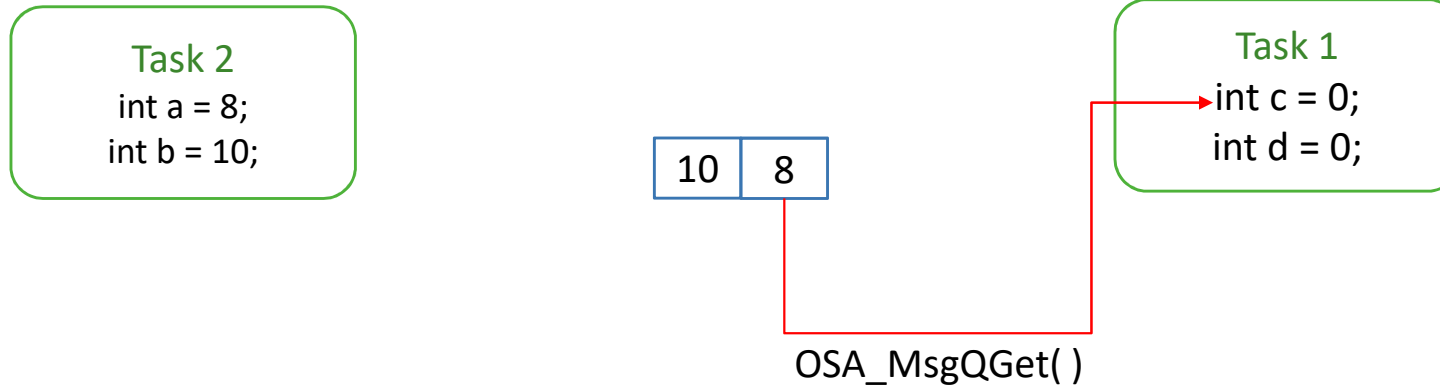 Task 2
int a = 8;
int b = 10;
10 8
Task 1
int c = 0;
int d = 0;
OSA_MsgQGet( )